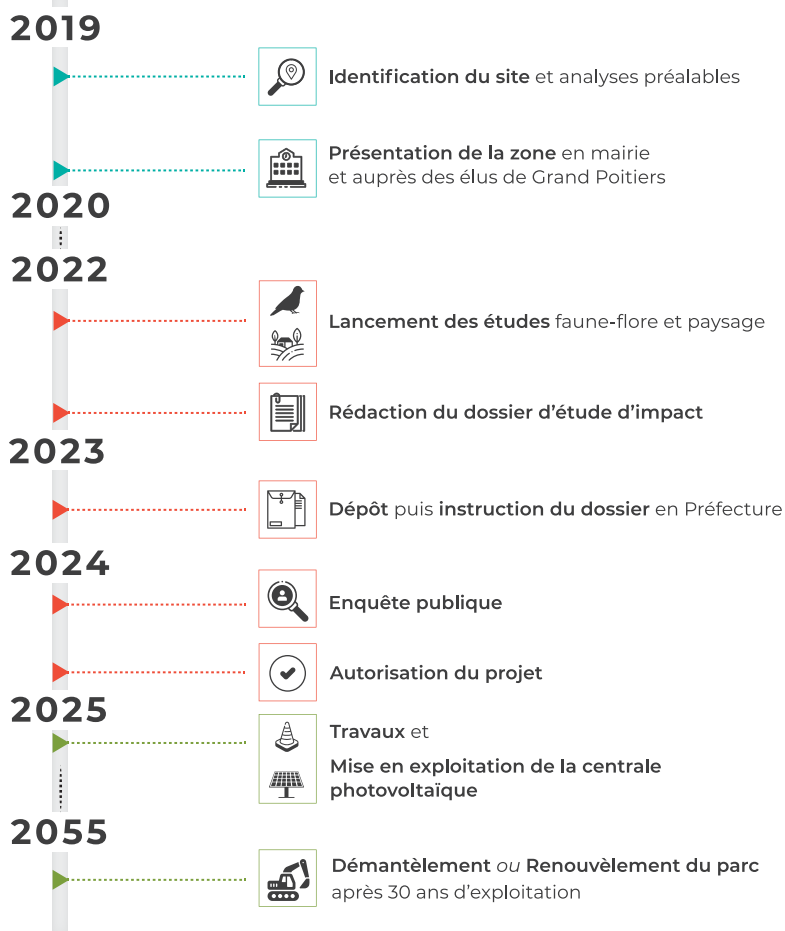 2019
Identification du site et analyses préalables
Présentation de la zone en mairie
et auprès des élus de Grand Poitiers
2020
2022
Lancement des études faune-flore et paysage
Rédaction du dossier d’étude d’impact
2023
Dépôt puis instruction du dossier en Préfecture
2024
Enquête publique
Autorisation du projet
2025
Travaux et
Mise en exploitation de la centrale
photovoltaïque
2055
Démantèlement ou Renouvèlement du parc
après 30 ans d’exploitation